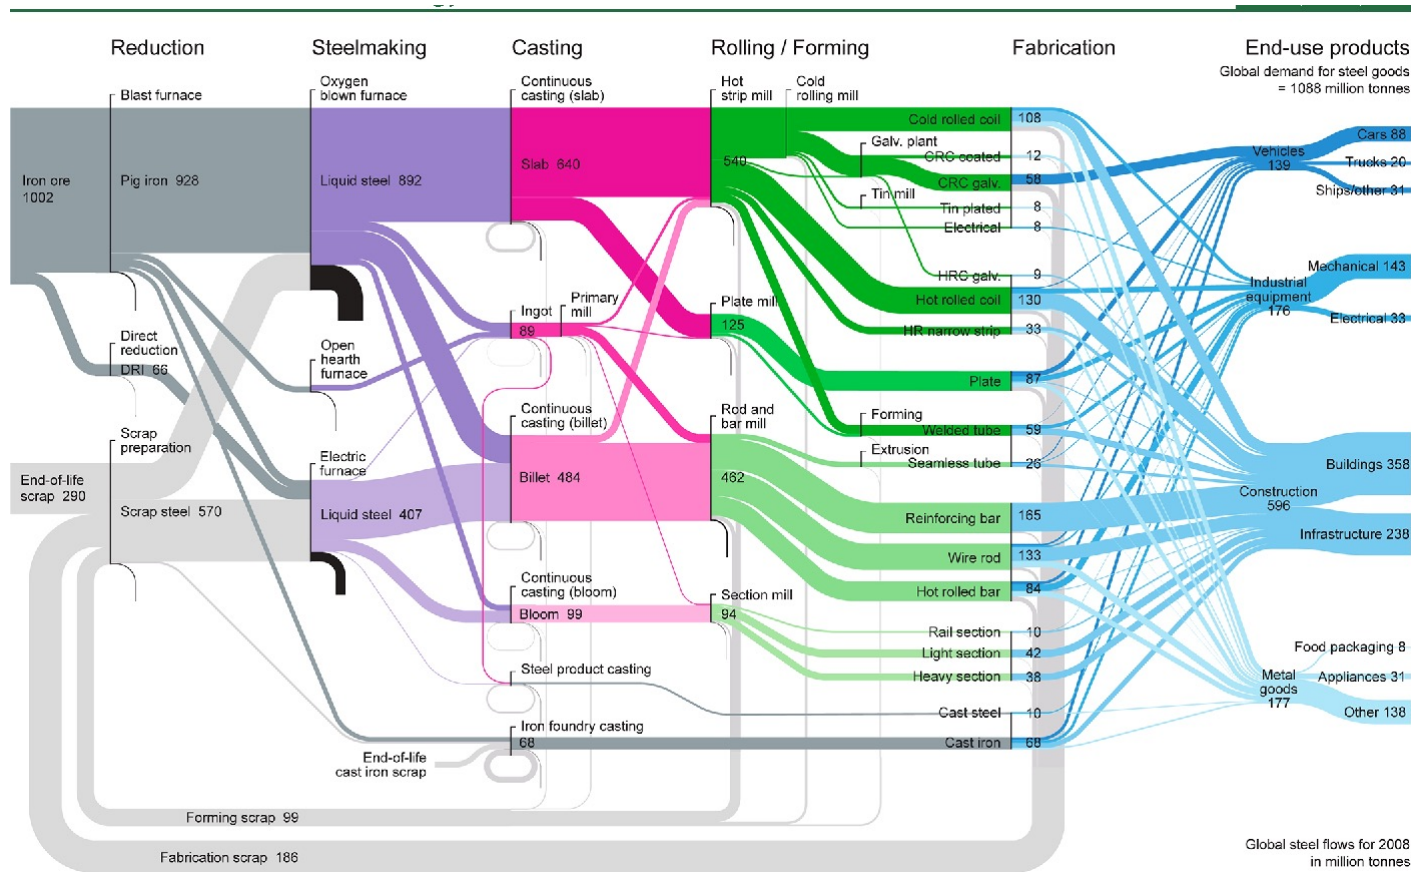 Reduction
Steelmaking
Casting
Rolling / Forming
Fabrication
End-use products
Global demand for steel goods
= 1088 million tonnes
Blast furnace
Oxygen
blown furnace
Continuous
casting (slab)
Hot
strip mill
Cold
rolling mill
Iron ore
1002
Pig iron 928
Liquid steel 892
Slab 640
540
Galv. plant
Tin mill
Cold rolled coil 108
CRC coated 12
CRC galv. 58
Tin plated 8
Electrical 8
HRC galv. 9
Hot rolled coil 130
HR narrow strip 33
Vehicles
139
Cars 88
Trucks 20
Ships/other 31
Industrial
equipment
176
Mechanical 143
Electrical 33
Direct
reduction
DRI 66
Open
hearth
furnace
Ingot
89
Primary
mill
Plate mill
125
Plate 87
Scrap
preparation
Electric
furnace
Continuous
casting (billet)
Rod and
bar mill
Forming
Welded tube 59
Extrusion
Seamless tube 26
End-of-life
scrap 290
Scrap steel 570
Liquid steel 407
Billet 484
462
Reinforcing bar 165
Wire rod 133
Hot rolled bar 84
Construction
596
Buildings 358
Infrastructure 238
Continuous
casting (bloom)
Bloom 99
Section mill
94
Rail section 10
Light section 42
Heavy section 38
Steel product casting
Cast steel 10
Iron foundry casting
68
Cast iron 68
End-of-life
cast iron scrap
Metal
goods
177
Food packaging 8
Appliances 31
Other 138
Forming scrap 99
Fabrication scrap 186
Global steel flows for 2008
in million tonnes